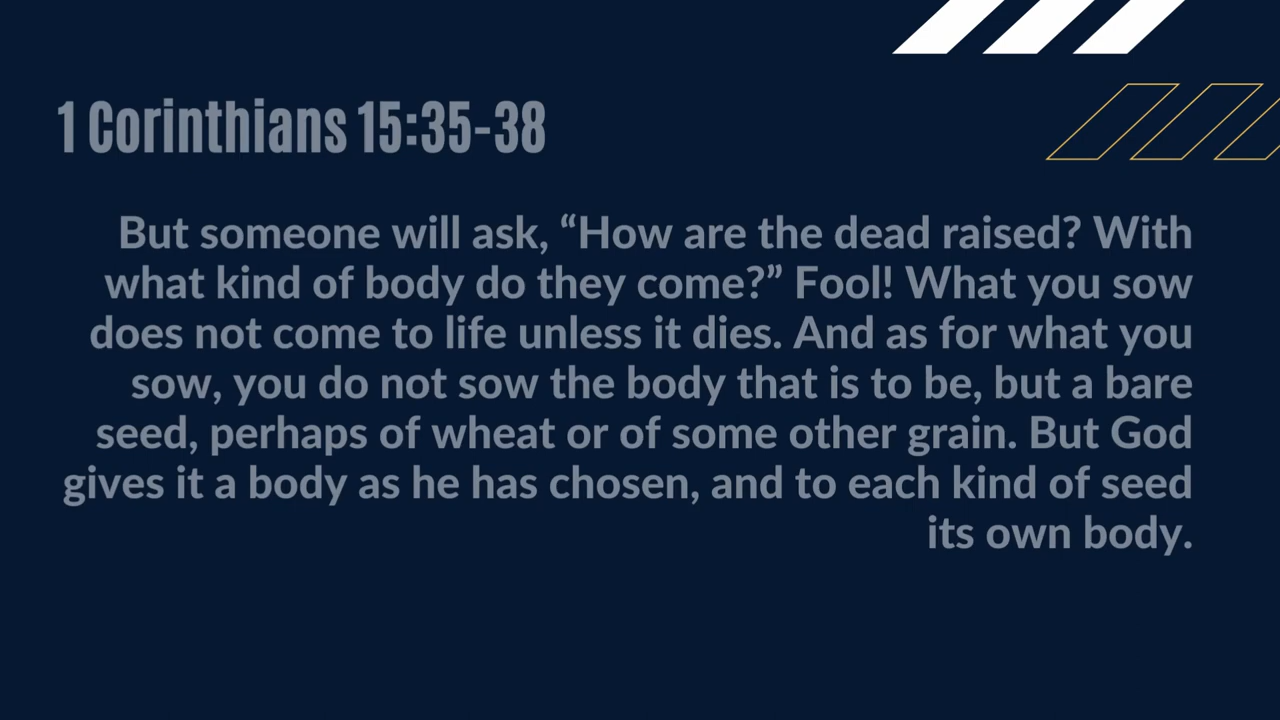 1 Corinthians 15:35-38
But someone will ask, “How are the dead raised? With
what kind of body do they come?” Fool! What you sow
does not come to life unless it dies. And as for what you
sow, you do not sow the body that is to be, but a bare
seed, perhaps of wheat or of some other grain. But God
gives it a body as he has chosen, and to each kind of seed
its own body.